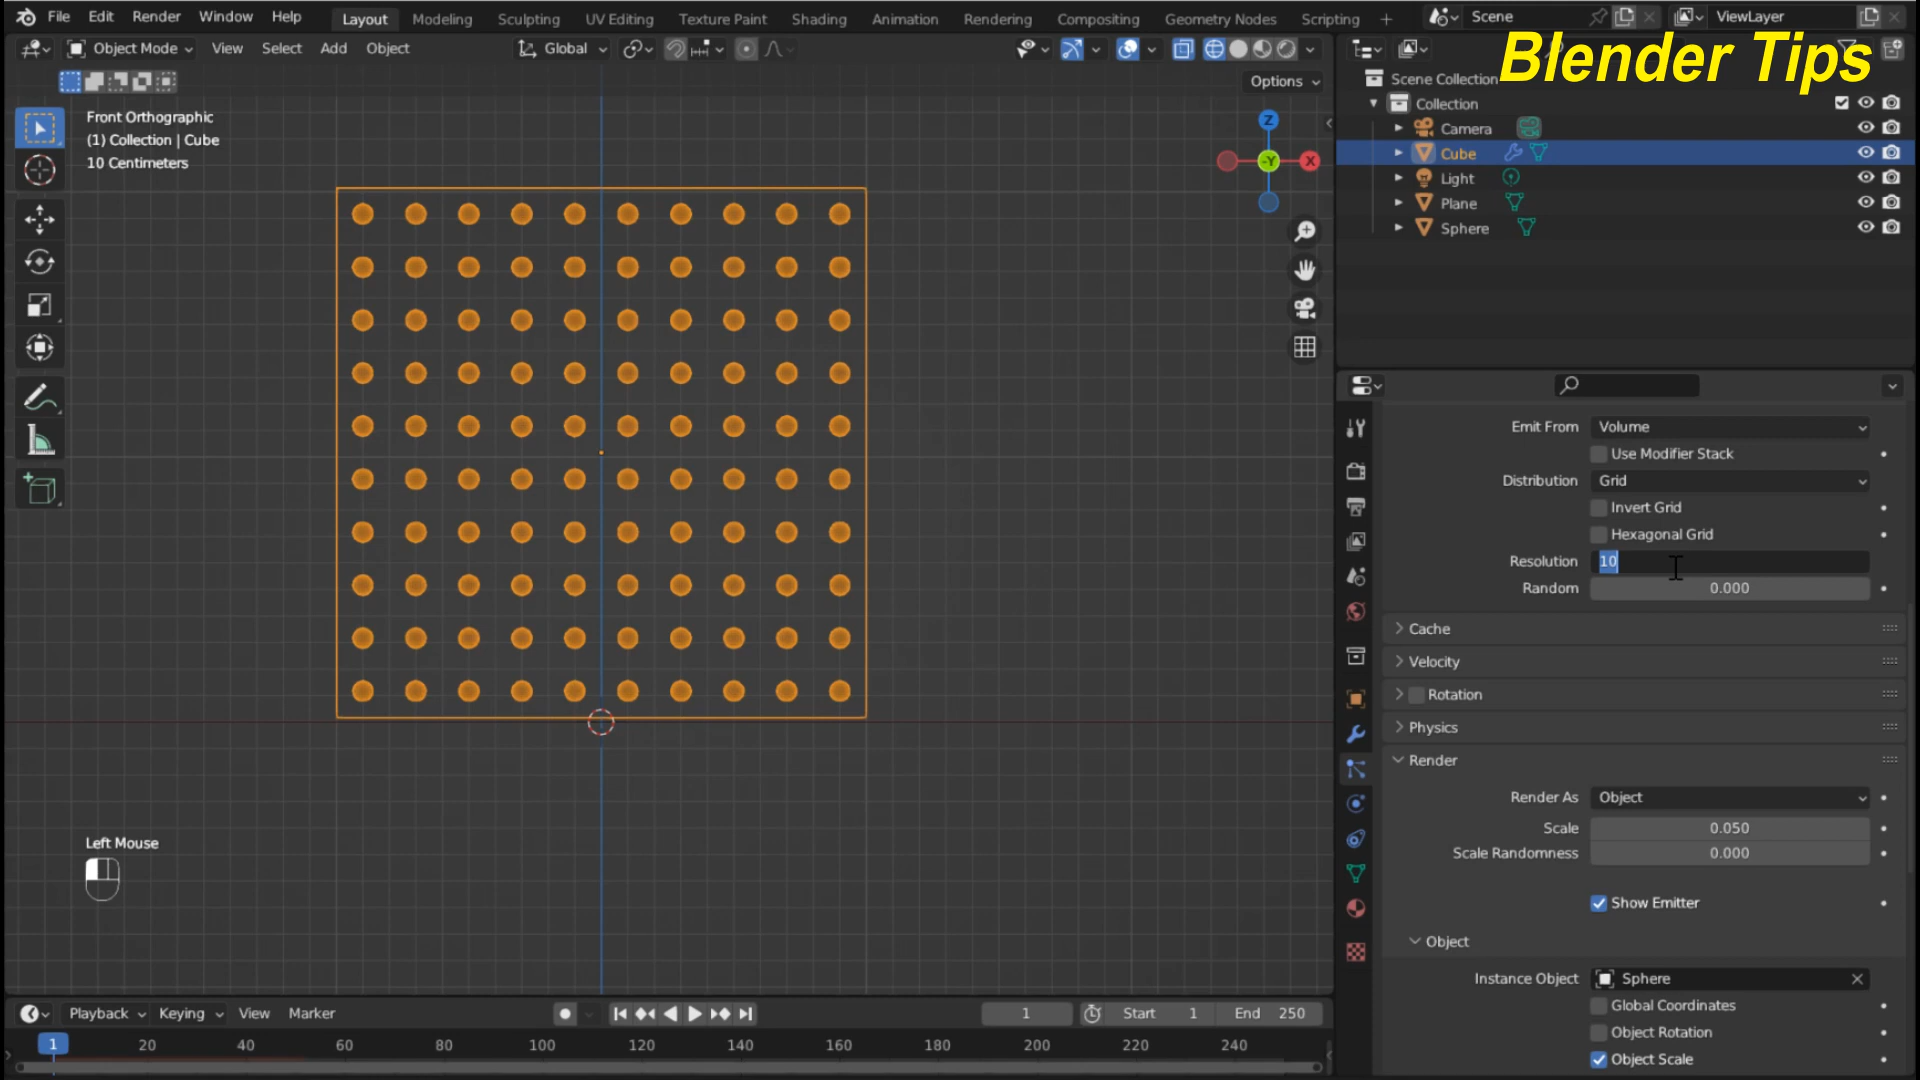 File Edit Render Window Help Layout Modeling Sculpting UV Editing Texture Paint Shading Animation Rendering Compositing Geometry Nodes Scripting + Scene ViewLayer
Object Mode View Select Add Object Global
Blender Tips
Options
Scene Collection
Collection
Camera
Cube
Light
Plane
Sphere
Front Orthographic
(1) Collection | Cube
10 Centimeters
Z
-Y
X
Emit From Volume
Use Modifier Stack
Distribution Grid
Invert Grid
Hexagonal Grid
Resolution 10
Random 0.000
Cache
Velocity
Rotation
Physics
Render
Render As Object
Scale 0.050
Scale Randomness 0.000
Show Emitter
Object
Instance Object Sphere
Global Coordinates
Object Rotation
Object Scale
Left Mouse
Playback Keying View Marker 1 Start 1 End 250
1 20 40 60 80 100 120 140 160 180 200 220 240